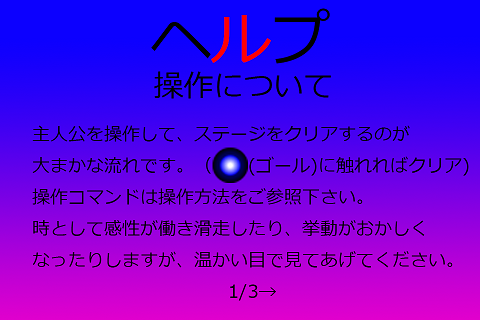 ヘルプ
操作について
主人公を操作して、ステージをクリアするのが
大まかな流れです。（(ゴール)に触れればクリア)
操作コマンドは操作方法をご参照下さい。
時として感性が働き滑走したり、挙動がおかしく
なったりしますが、温かい目で見てあげてください。
1/3→